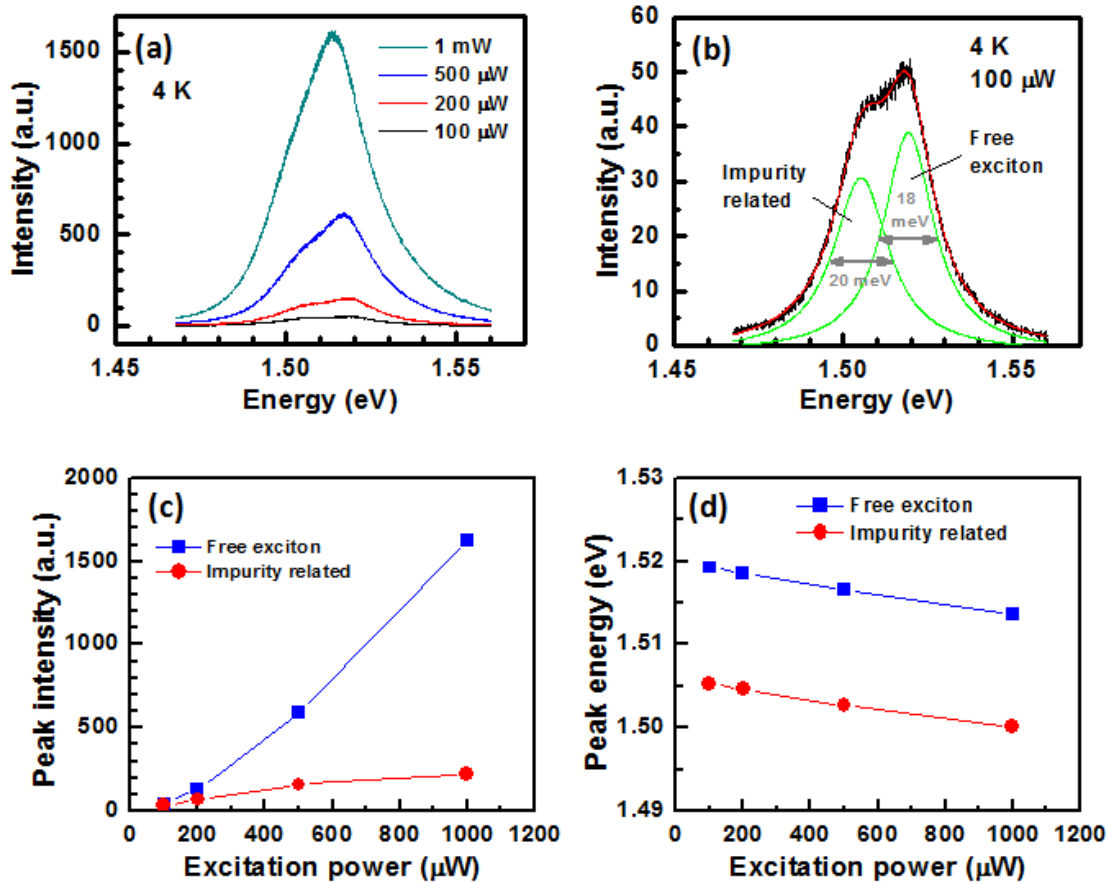 (a)
4 K
1 mW
500 μW
200 μW
100 μW
1500
1000
500
0
1.45
1.50
1.55
Intensity (a.u.)
Energy (eV)
(b)
4 K
100 μW
Impurity
related
Free
exciton
18
meV
20 meV
60
50
40
30
20
10
0
1.45
1.50
1.55
Intensity (a.u.)
Energy (eV)
(c)
Free exciton
Impurity related
2000
1500
1000
500
0
0
200
400
600
800
1000
1200
Peak intensity (a.u.)
Excitation power (μW)
(d)
Free exciton
Impurity related
1.53
1.52
1.51
1.50
1.49
0
200
400
600
800
1000
1200
Peak energy (eV)
Excitation power (μW)